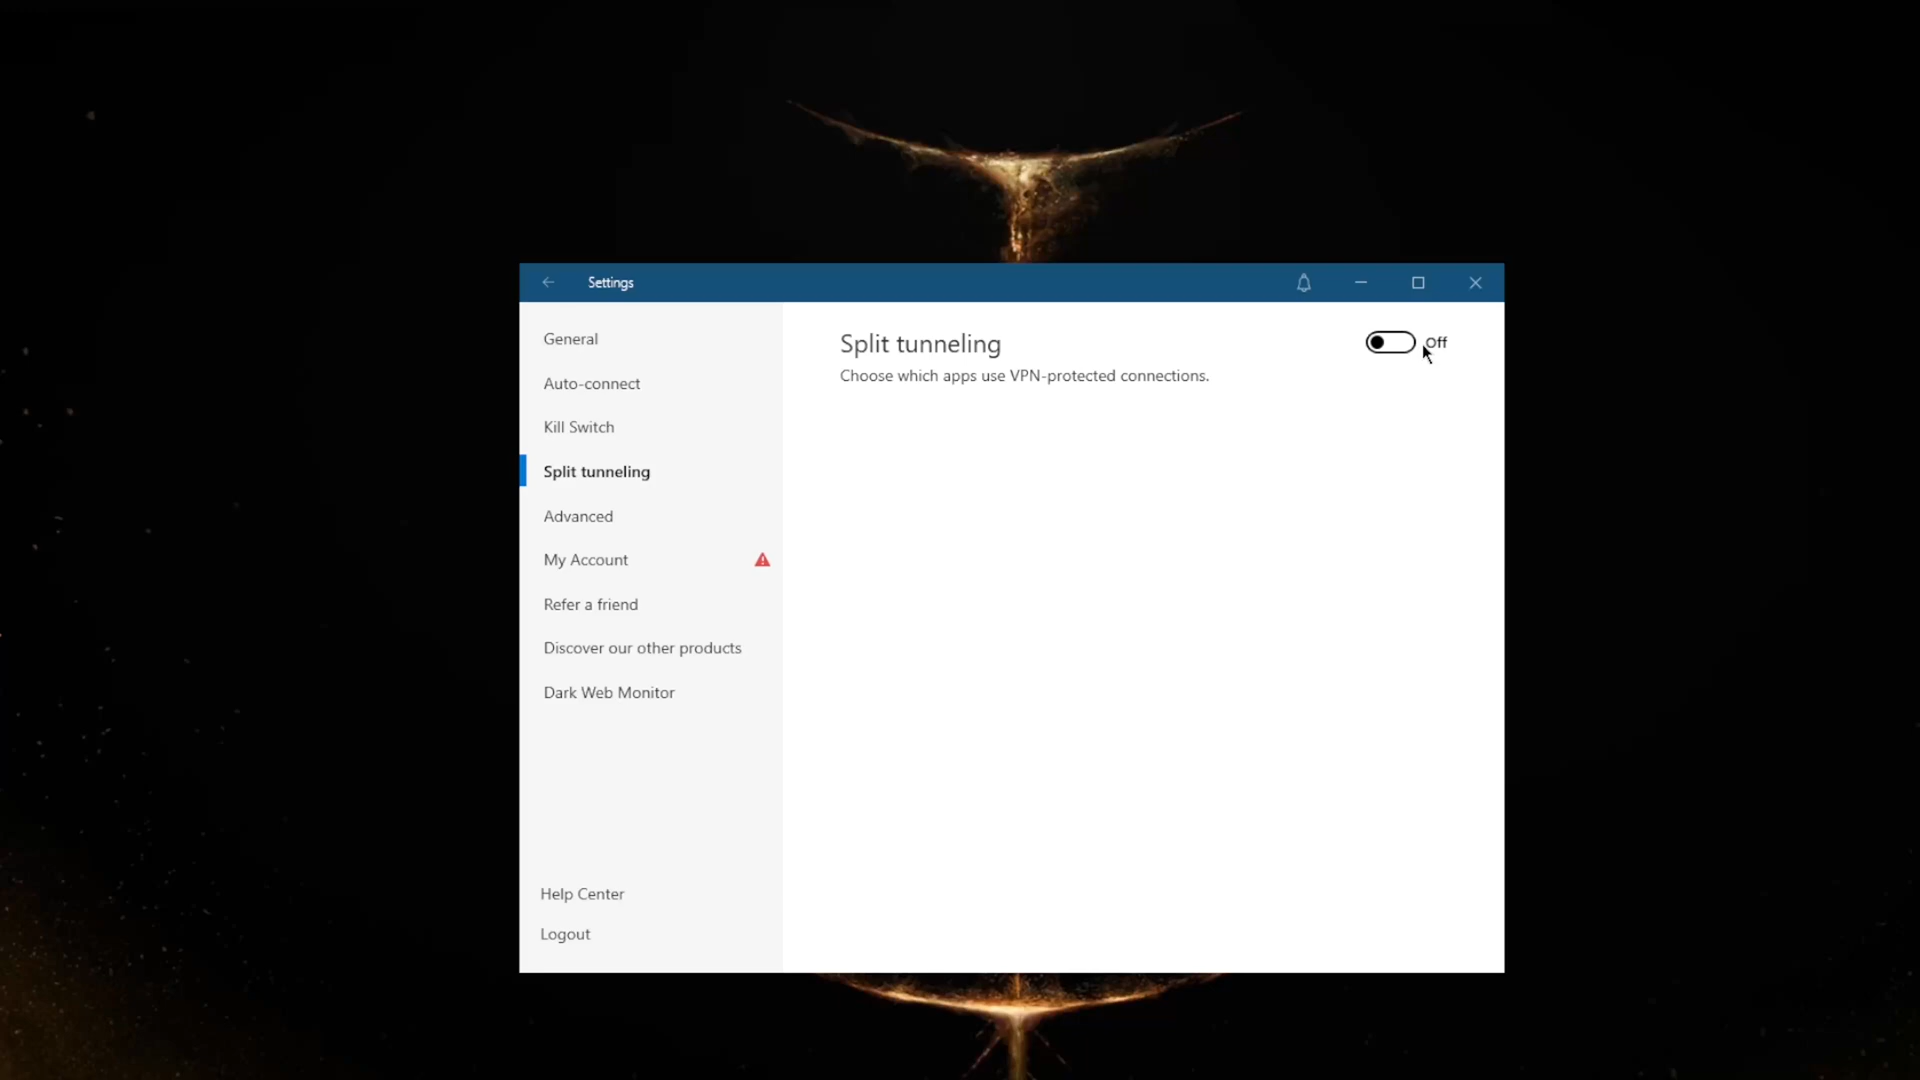 Settings
General
Auto-connect
Kill Switch
Split tunneling
Advanced
My Account
Refer a friend
Discover our other products
Dark Web Monitor
Help Center
Logout
Split tunneling
Off
Choose which apps use VPN-protected connections.